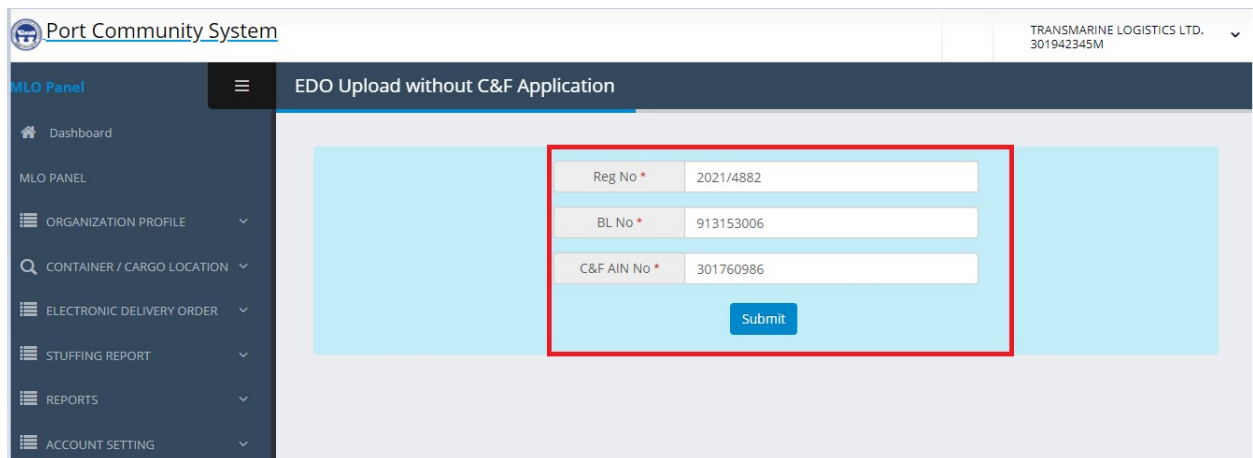 Port Community System
TRANSMARINE LOGISTICS LTD.
301942345M
MLO Panel
EDO Upload without C&F Application
Dashboard
MLO PANEL
ORGANIZATION PROFILE
CONTAINER / CARGO LOCATION
ELECTRONIC DELIVERY ORDER
STUFFING REPORT
REPORTS
ACCOUNT SETTING
Reg No * 2021/4882
BL No * 913153006
C&F AIN No * 301760986
Submit